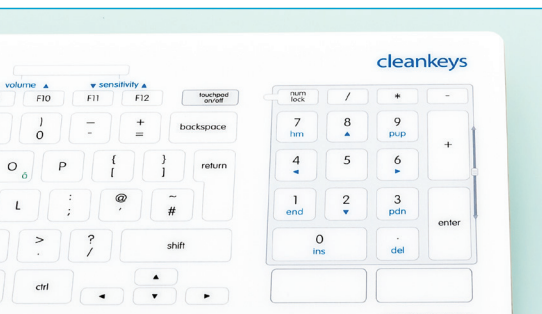 cleankeys
volume ▲ ▼ sensitivity ▲
F10 F11 F12 touchpad on/off
num lock / * -
) 0 _ - + = backspace
7 hm 8 ▲ 9 pup +
O ő P { [ } ] return
4 ◄ 5 6 ►
L : ; @ ' ~ #
1 end 2 ▼ 3 pdn enter
> . ? / shift
0 ins . del
ctrl ◄ ▲ ▼ ►